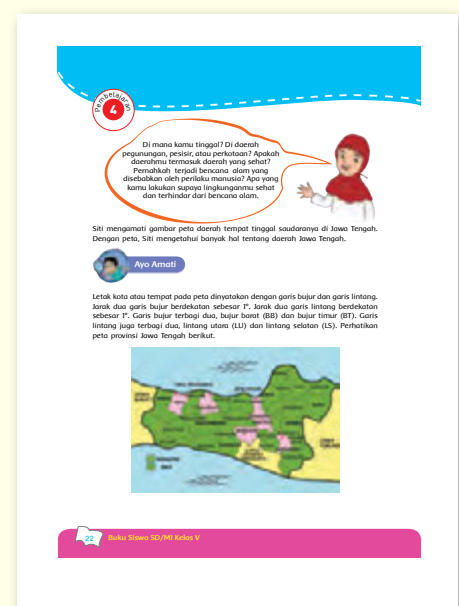 Pembelajaran
4
Di mana kamu tinggal? Di daerah
pegunungan, pesisir, atau perkotaan? Apakah
daerahmu termasuk daerah yang sehat?
Pernahkah terjadi bencana alam yang
disebabkan oleh perilaku manusia? Apa yang
kamu lakukan supaya lingkunganmu sehat
dan terhindar dari bencana alam.
Siti mengamati gambar peta daerah tempat tinggal saudaranya di Jawa Tengah.
Dengan peta, Siti mengetahui banyak hal tentang daerah Jawa Tengah.
Ayo Amati
Letak kota atau tempat pada peta dinyatakan dengan garis bujur dan garis lintang.
Jarak dua garis bujur berdekatan sebesar 1°. Jarak dua garis lintang berdekatan
sebesar 1°. Garis bujur terbagi dua, bujur barat (BB) dan bujur timur (BT). Garis
lintang juga terbagi dua, lintang utara (LU) dan lintang selatan (LS). Perhatikan
peta provinsi Jawa Tengah berikut.
22
Buku Siswa SD/MI Kelas V